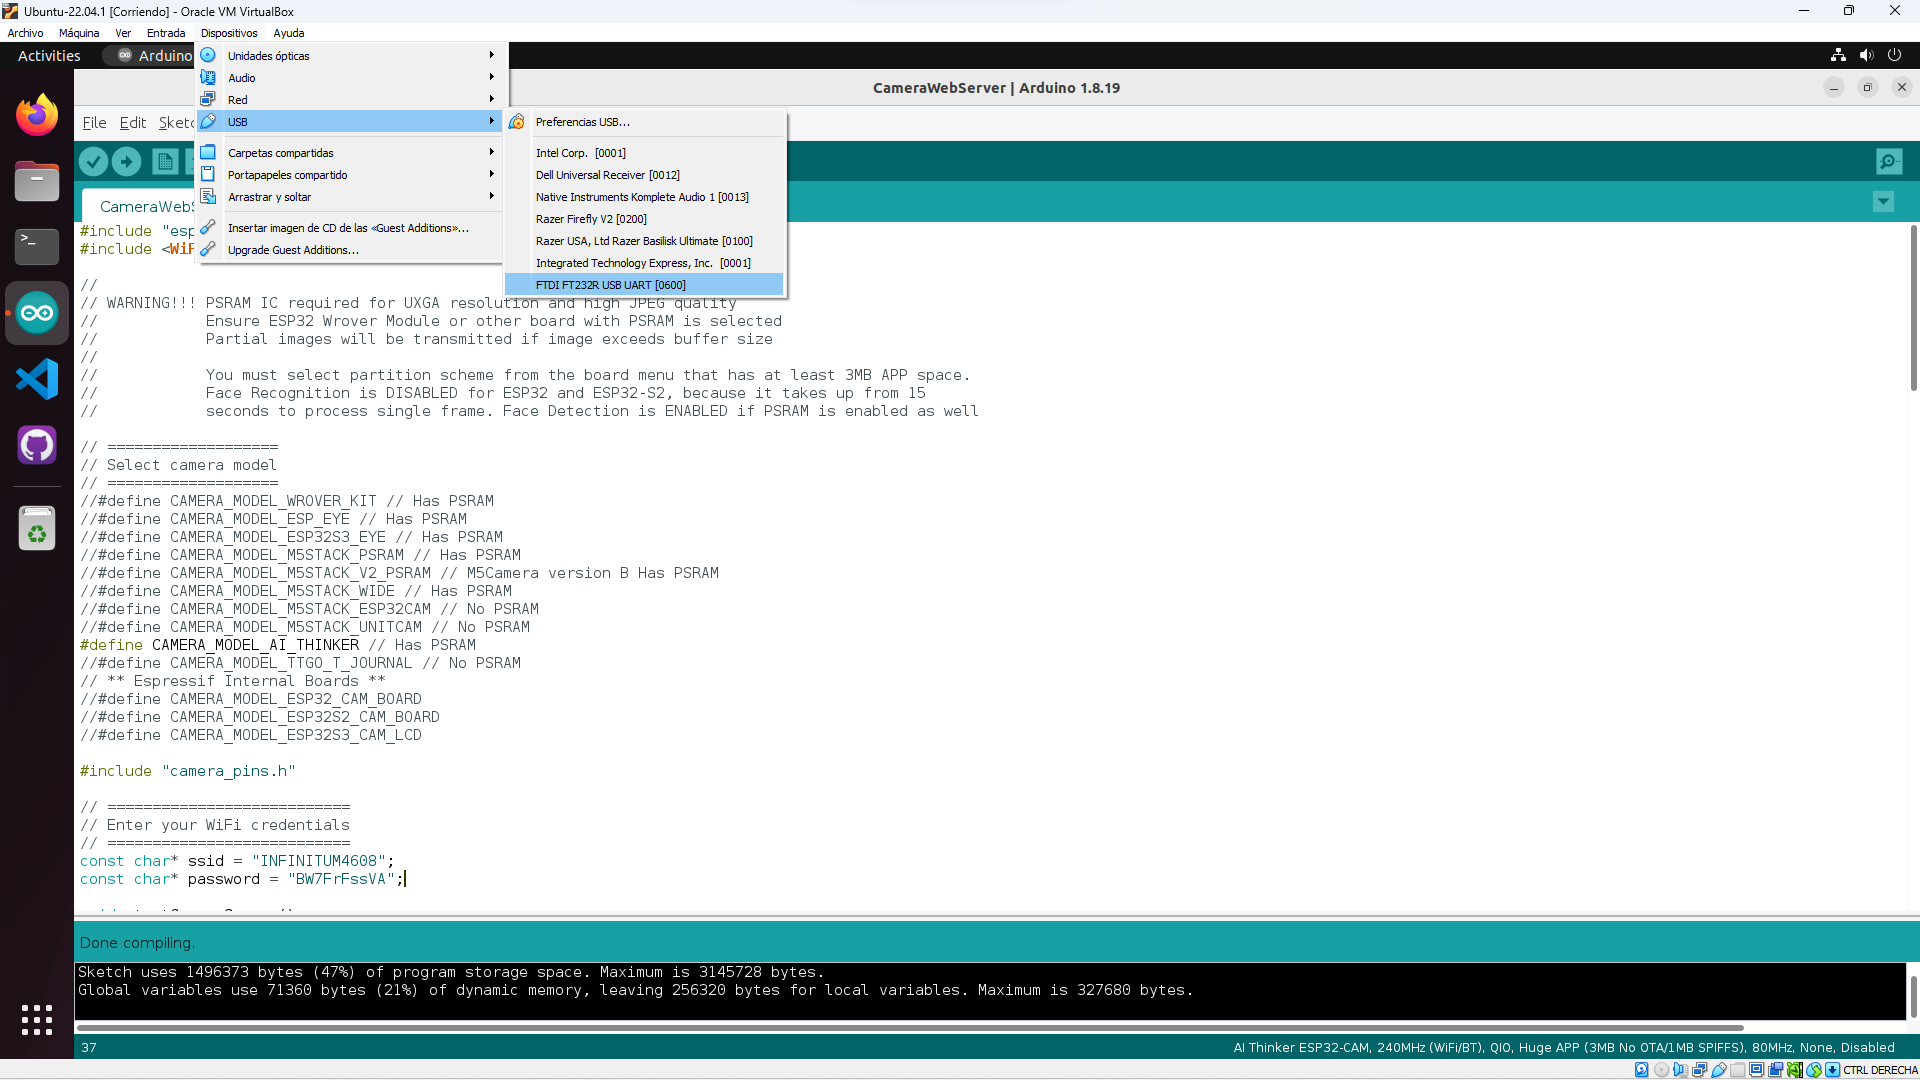 Ubuntu-22.04.1 [Corriendo] - Oracle VM VirtualBox
Archivo Máquina Ver Entrada Dispositivos Ayuda
Activities Arduino
Unidades ópticas
Audio
Red
USB
Carpetas compartidas
Portapapeles compartido
Arrastrar y soltar
Insertar imagen de CD de las «Guest Additions»...
Upgrade Guest Additions...
Preferencias USB...
Intel Corp. [0001]
Dell Universal Receiver [0012]
Native Instruments Komplete Audio 1 [0013]
Razer Firefly V2 [0200]
Razer USA, Ltd Razer Basilisk Ultimate [0100]
Integrated Technology Express, Inc. [0001]
FTDI FT232R USB UART [0600]
CameraWebServer | Arduino 1.8.19
File Edit Sketc
CameraWebS
#include "esp
#include <WiF
//
// WARNING!!! PSRAM IC required for UXGA resolution and high JPEG quality
// Ensure ESP32 Wrover Module or other board with PSRAM is selected
// Partial images will be transmitted if image exceeds buffer size
//
// You must select partition scheme from the board menu that has at least 3MB APP space.
// Face Recognition is DISABLED for ESP32 and ESP32-S2, because it takes up from 15
// seconds to process single frame. Face Detection is ENABLED if PSRAM is enabled as well
// ===================
// Select camera model
// ===================
//#define CAMERA_MODEL_WROVER_KIT // Has PSRAM
//#define CAMERA_MODEL_ESP_EYE // Has PSRAM
//#define CAMERA_MODEL_ESP32S3_EYE // Has PSRAM
//#define CAMERA_MODEL_M5STACK_PSRAM // Has PSRAM
//#define CAMERA_MODEL_M5STACK_V2_PSRAM // M5Camera version B Has PSRAM
//#define CAMERA_MODEL_M5STACK_WIDE // Has PSRAM
//#define CAMERA_MODEL_M5STACK_ESP32CAM // No PSRAM
//#define CAMERA_MODEL_M5STACK_UNITCAM // No PSRAM
#define CAMERA_MODEL_AI_THINKER // Has PSRAM
//#define CAMERA_MODEL_TTGO_T_JOURNAL // No PSRAM
// ** Espressif Internal Boards **
//#define CAMERA_MODEL_ESP32_CAM_BOARD
//#define CAMERA_MODEL_ESP32S2_CAM_BOARD
//#define CAMERA_MODEL_ESP32S3_CAM_LCD
#include "camera_pins.h"
// ===========================
// Enter your WiFi credentials
// ===========================
const char* ssid = "INFINITUM4608";
const char* password = "BW7FrFssVA";
Done compiling.
Sketch uses 1496373 bytes (47%) of program storage space. Maximum is 3145728 bytes.
Global variables use 71360 bytes (21%) of dynamic memory, leaving 256320 bytes for local variables. Maximum is 327680 bytes.
37 AI Thinker ESP32-CAM, 240MHz (WiFi/BT), QIO, Huge APP (3MB No OTA/1MB SPIFFS), 80MHz, None, Disabled
CTRL DERECHA